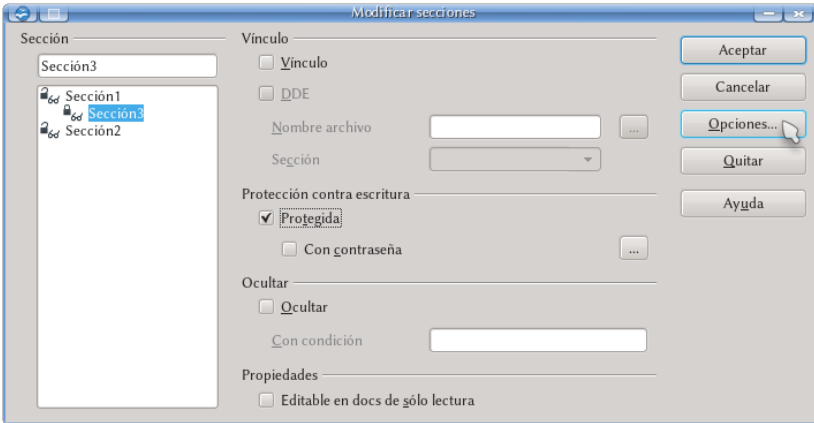 Modificar secciones
Sección
Sección3
Sección1
Sección3
Sección2
Vínculo
Vínculo
DDE
Nombre archivo
...
Sección
Protección contra escritura
Protegida
Con contraseña
...
Ocultar
Ocultar
Con condición
Propiedades
Editable en docs de sólo lectura
Aceptar
Cancelar
Opciones...
Quitar
Ayuda